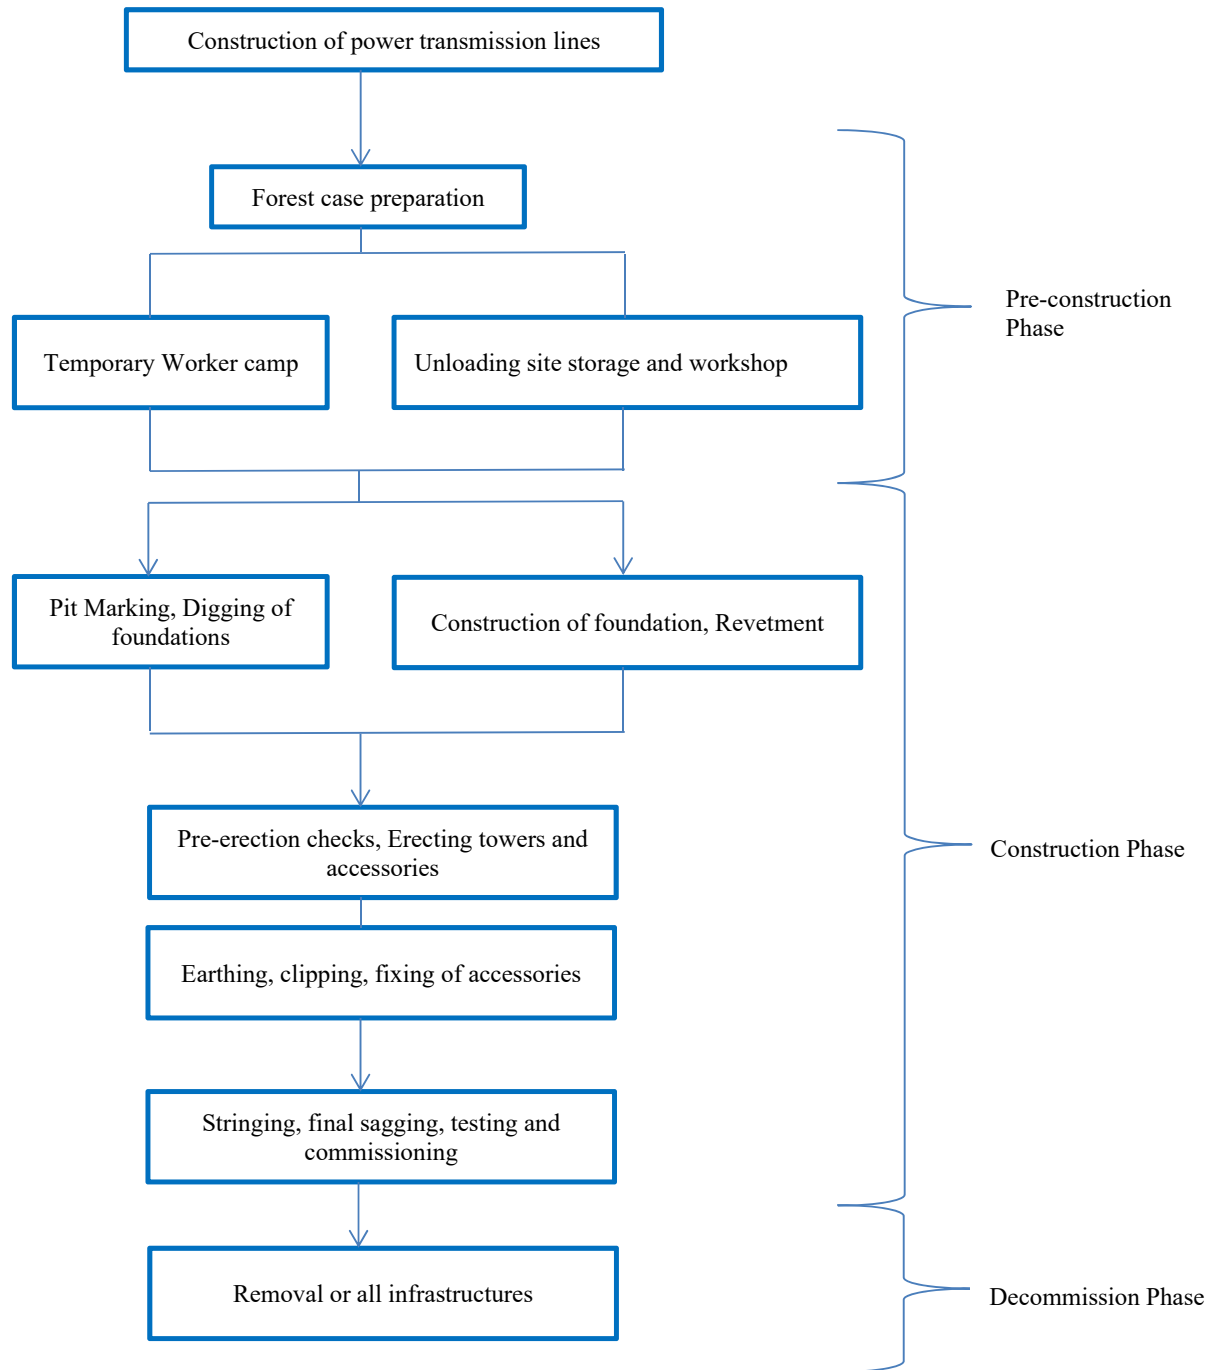 Construction of power transmission lines
Forest case preparation
Pre-construction
Phase
Temporary Worker camp
Unloading site storage and workshop
Pit Marking, Digging of
foundations
Construction of foundation, Revetment
Pre-erection checks, Erecting towers and
accessories
Construction Phase
Earthing, clipping, fixing of accessories
Stringing, final sagging, testing and
commissioning
Removal or all infrastructures
Decommission Phase